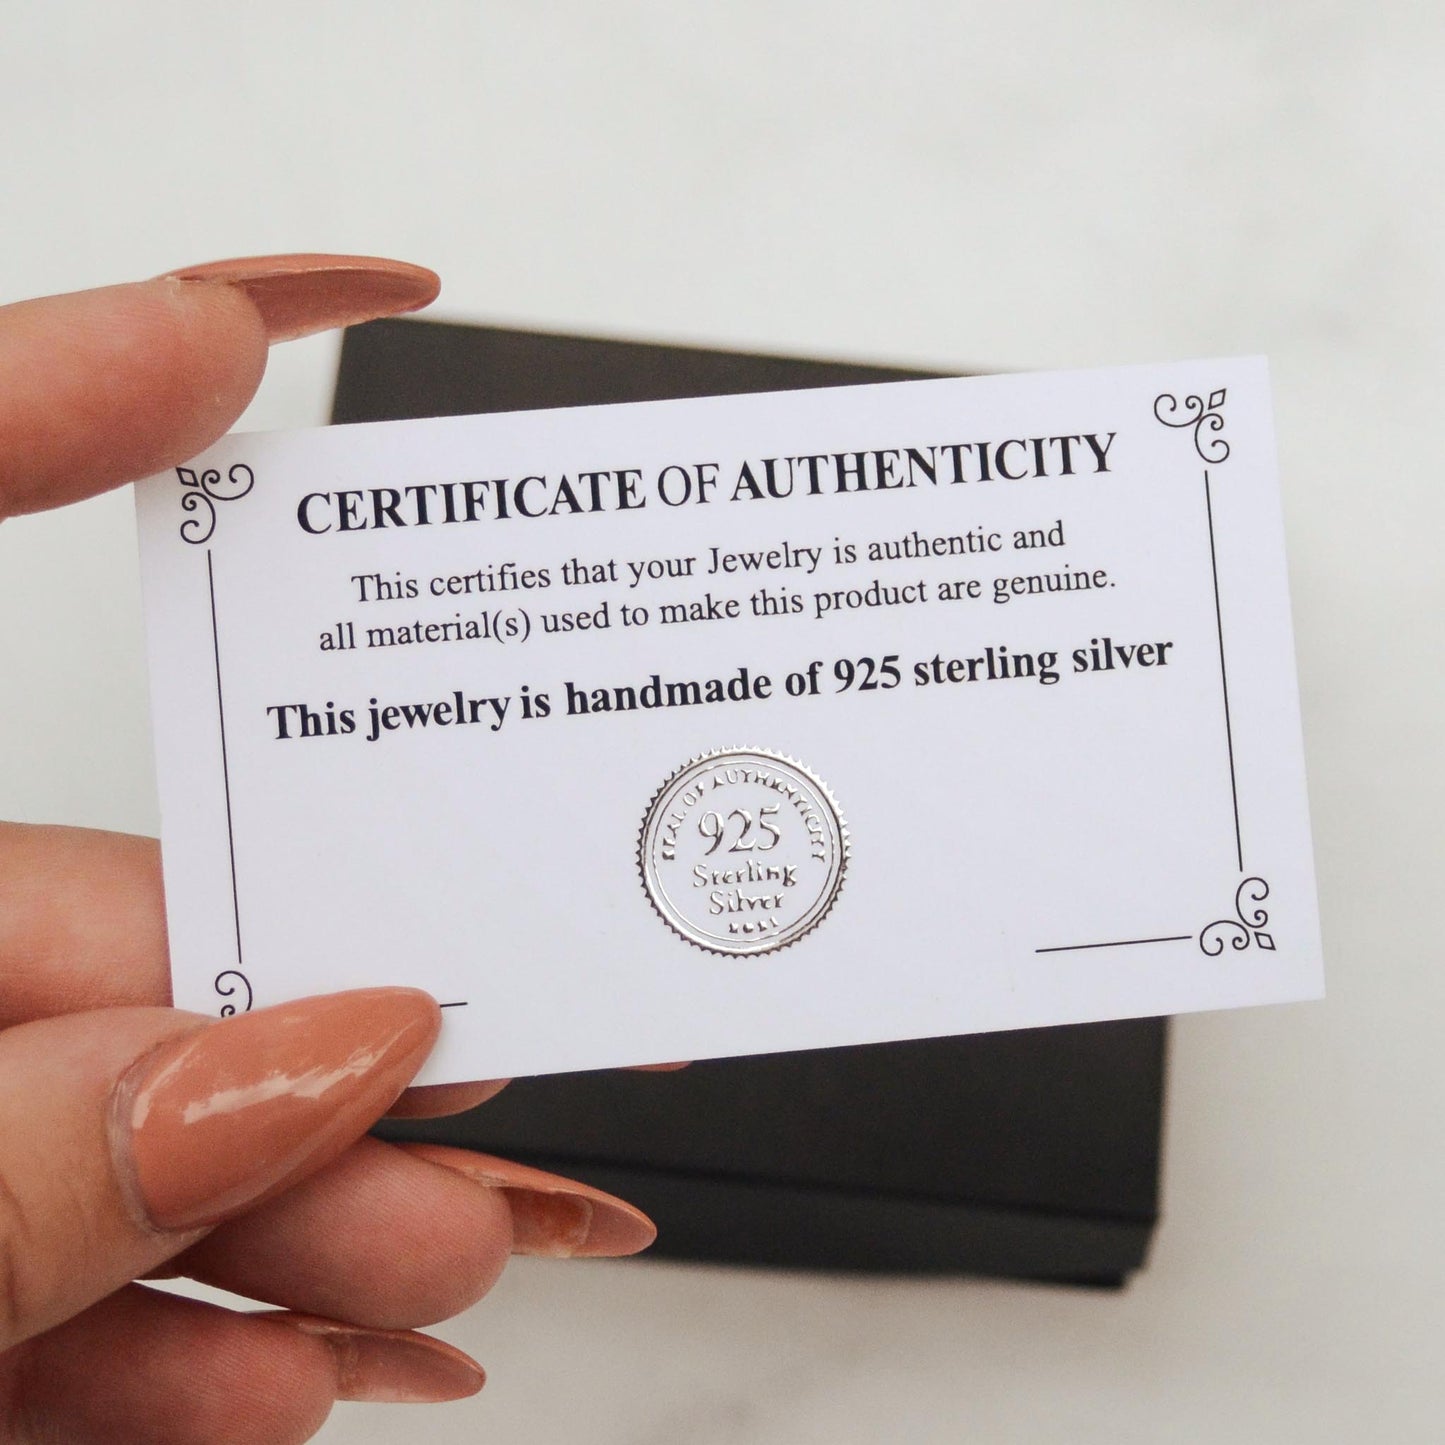 CERTIFICATE OF AUTHENTICITY
This certifies that your Jewelry is authentic and
all material(s) used to make this product are genuine.
This jewelry is handmade of 925 sterling silver
SEAL OF AUTHENTICITY
925
Sterling
Silver